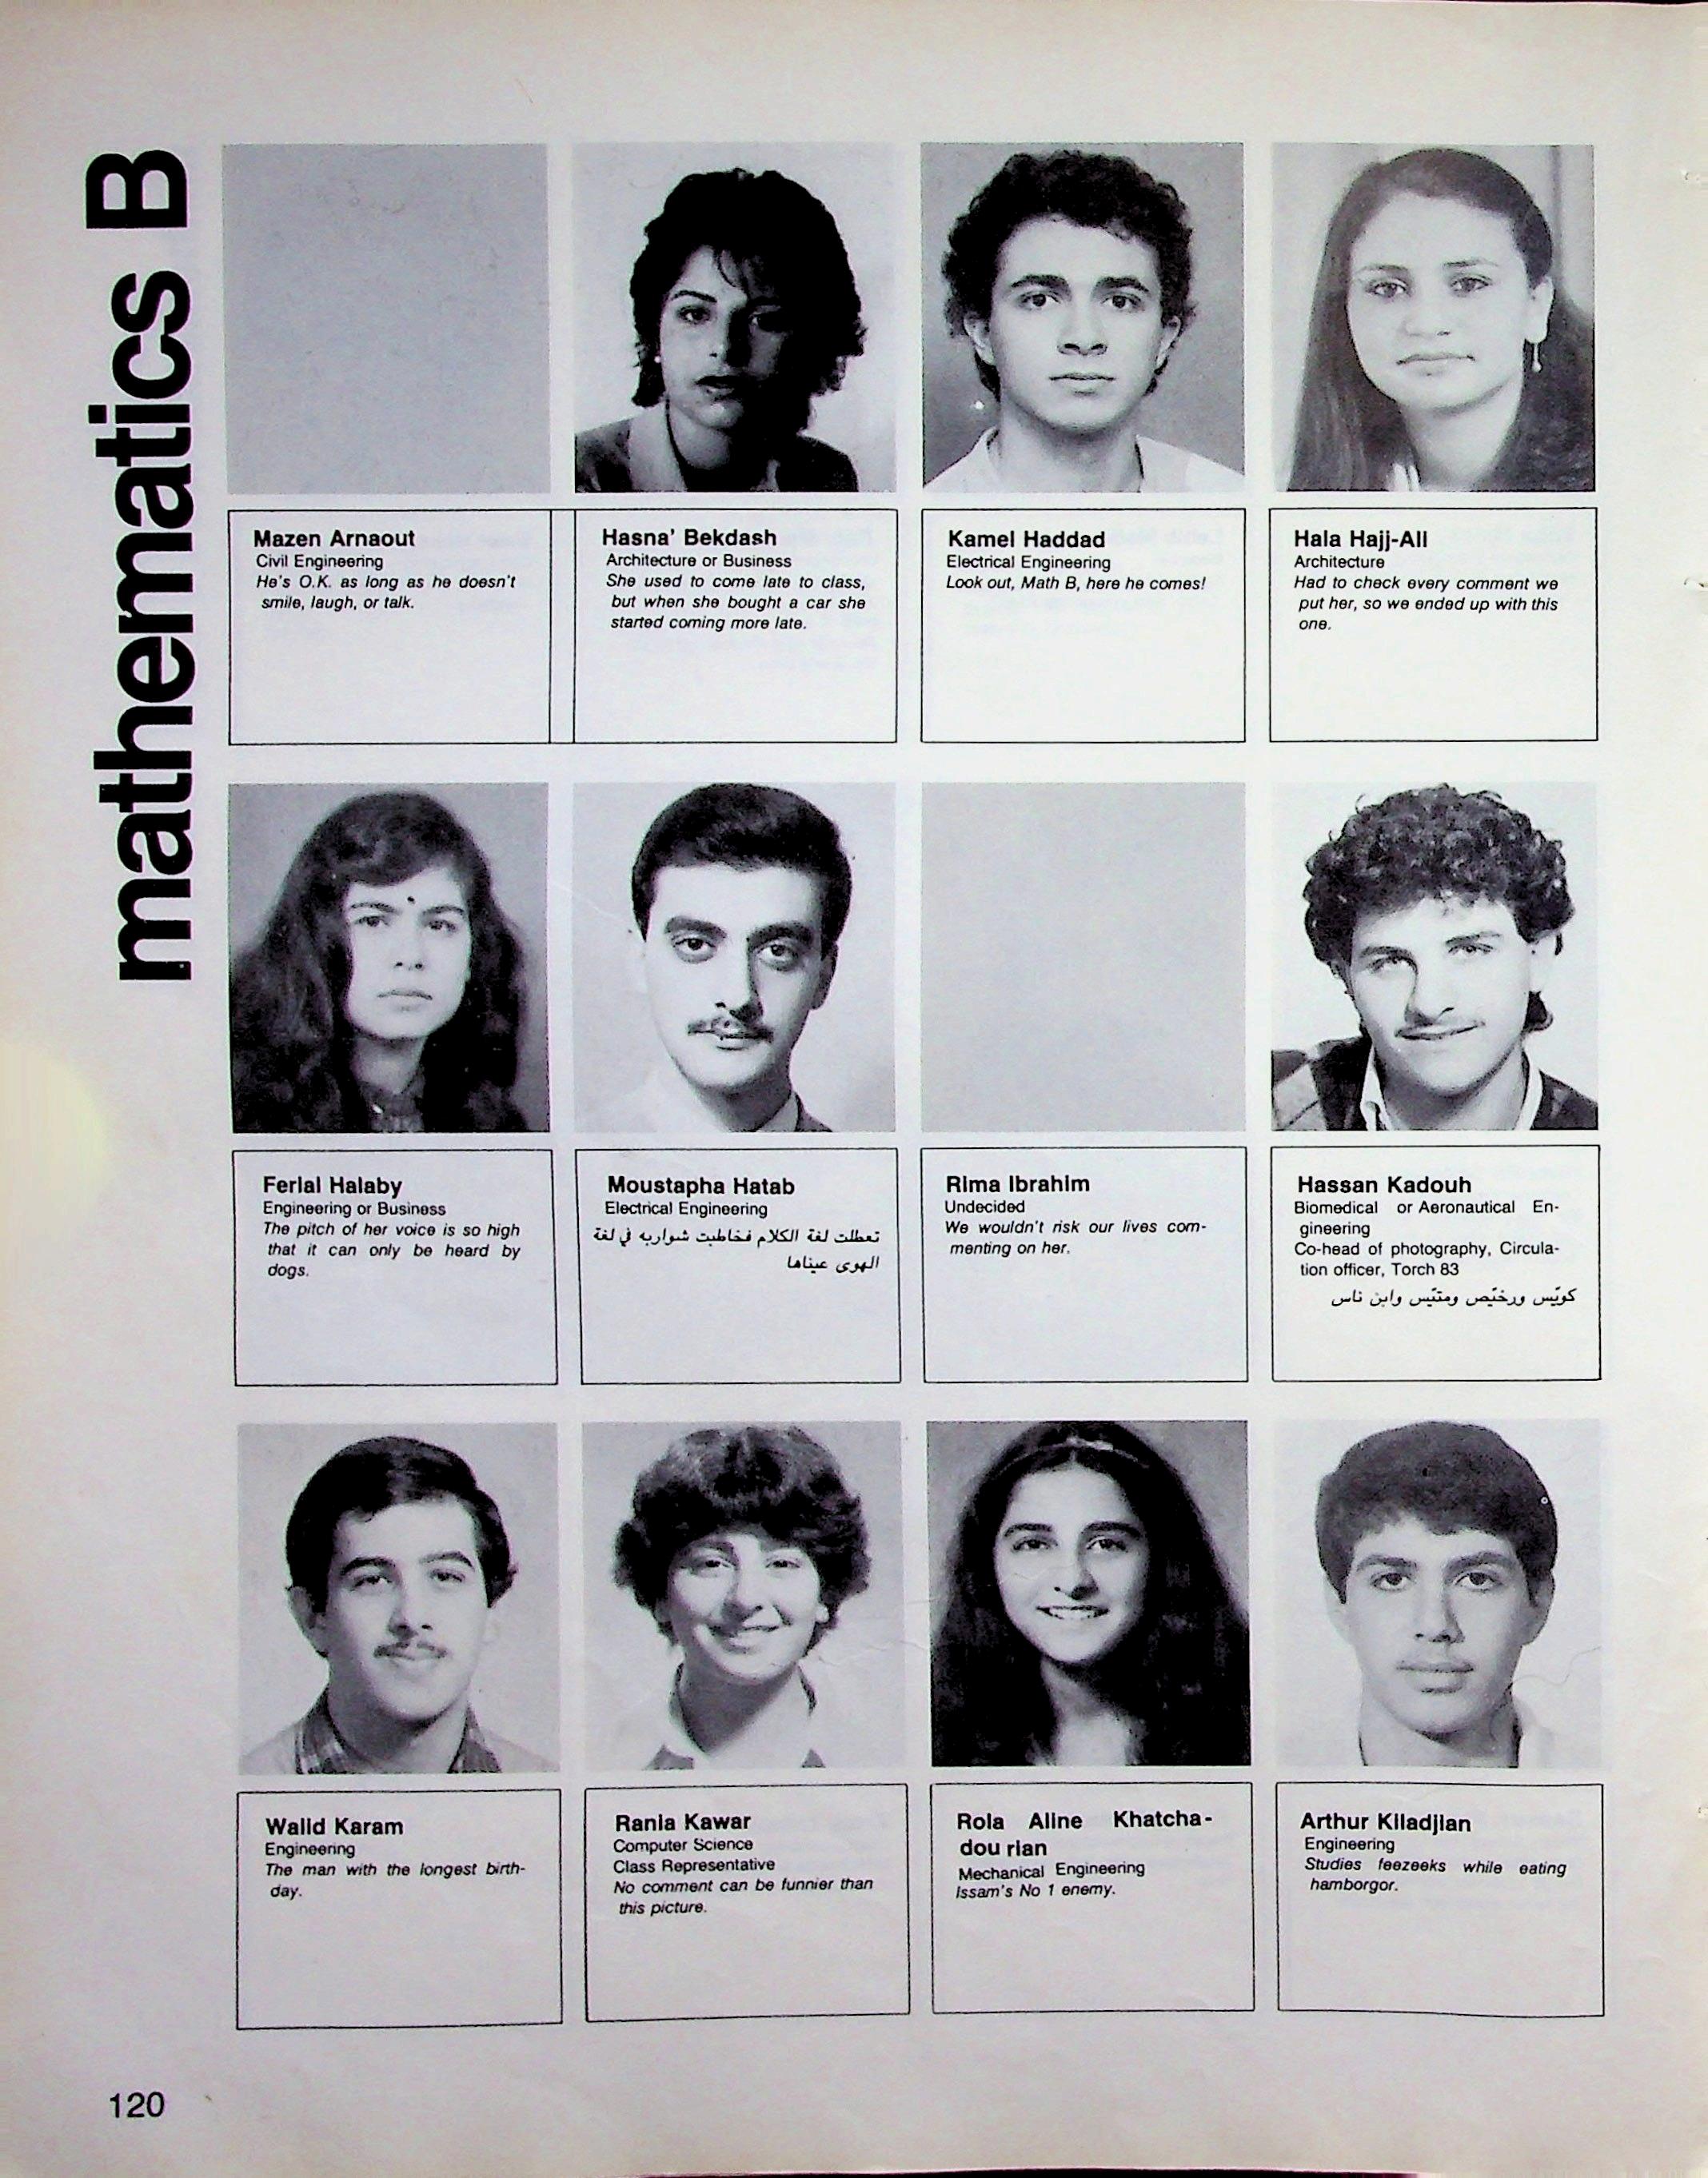 mathematics B
Mazen Arnaout
Civil Engineering
He's O.K. as long as he doesn't
smile, laugh, or talk.
Hasna' Bekdash
Architecture or Business
She used to come late to class,
but when she bought a car she
started coming more late.
Kamel Haddad
Electrical Engineering
Look out, Math B, here he comes!
Hala Hajj-Ali
Architecture
Had to check every comment we
put her, so we ended up with this
one.
Ferial Halaby
Engineering or Business
The pitch of her voice is so high
that it can only be heard by
dogs.
Moustapha Hatab
Electrical Engineering
تعطلت لغة الكلام فخاطبت شواربه في لغة
الهوى عيناها
Rima Ibrahim
Undecided
We wouldn't risk our lives com-
menting on her.
Hassan Kadouh
Biomedical or Aeronautical En-
gineering
Co-head of photography, Circula-
tion officer, Torch 83
كويّس ورخيّص ومتيّس وابن ناس
Walid Karam
Engineering
The man with the longest birth-
day.
Rania Kawar
Computer Science
Class Representative
No comment can be funnier than
this picture.
Rola Aline Khatcha-
dou rian
Mechanical Engineering
Issam's No 1 enemy.
Arthur Kiladjian
Engineering
Studies feezeeks while eating
hamborgor.
120